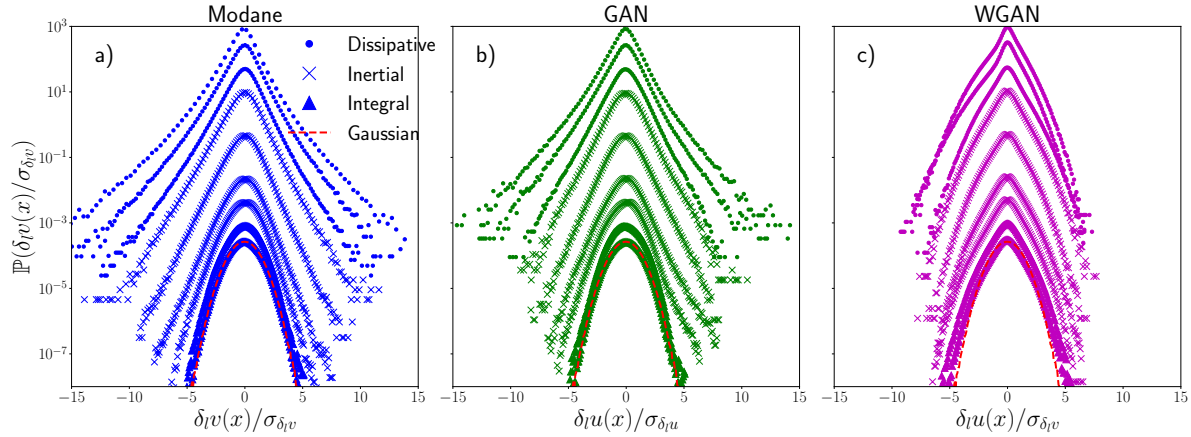 Modane
GAN
WGAN
a)
b)
c)
Dissipative
Inertial
Integral
Gaussian
10^3
10^1
10^{-1}
10^{-3}
10^{-5}
10^{-7}
ℙ(δ_l v(x)/σ_{δ_l v})
−15 −10 −5 0 5 10 15
−15 −10 −5 0 5 10 15
−15 −10 −5 0 5 10 15
δ_l v(x)/σ_{δ_l v}
δ_l u(x)/σ_{δ_l u}
δ_l u(x)/σ_{δ_l v}